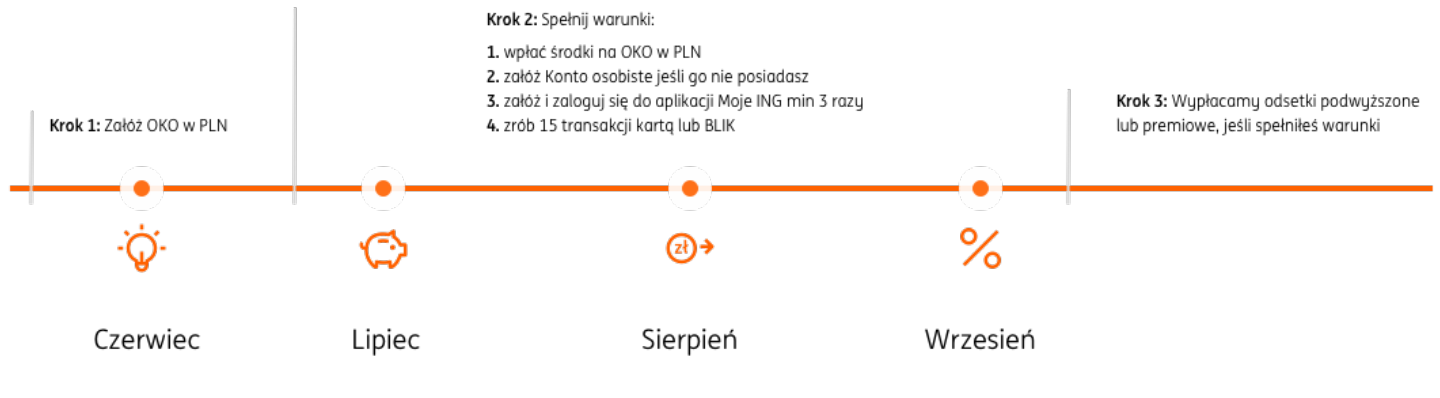 Krok 1: Załóż OKO w PLN
Krok 2: Spełnij warunki:
1. wpłać środki na OKO w PLN
2. załóż Konto osobiste jeśli go nie posiadasz
3. załóż i zaloguj się do aplikacji Moje ING min 3 razy
4. zrób 15 transakcji kartą lub BLIK
Krok 3: Wypłacamy odsetki podwyższone
lub premiowe, jeśli spełniłeś warunki
zł
Czerwiec
Lipiec
Sierpień
Wrzesień